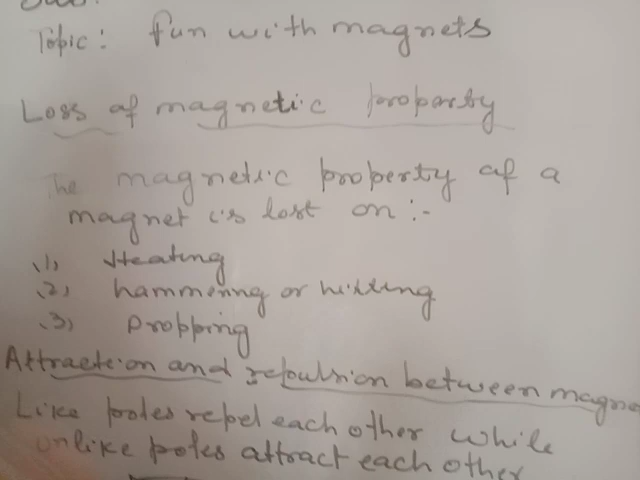 Topic: fun with magnets
Loss of magnetic property
The magnetic property of a
magnet is lost on :-
1) Heating
2) hammering or hitting
3) Dropping
Attraction and repulsion between magne
Like poles repel each other while
unlike poles attract each other